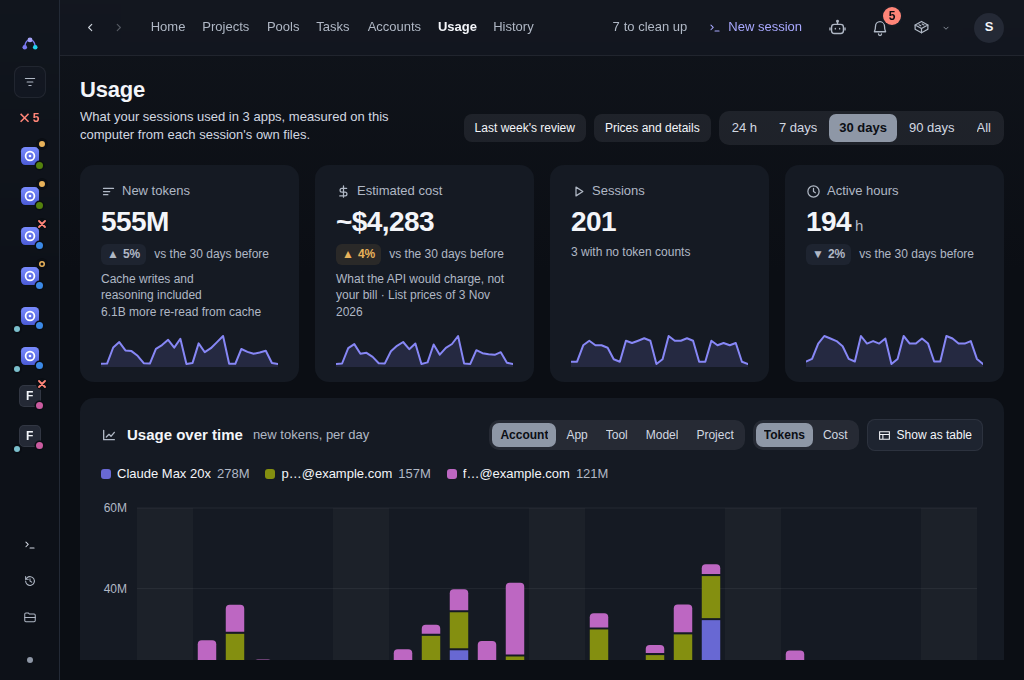 Home Projects Pools Tasks Accounts Usage History 7 to clean up New session 5 S
5
F
F
Usage
What your sessions used in 3 apps, measured on this
computer from each session's own files.
Last week's review Prices and details 24 h 7 days 30 days 90 days All
New tokens
555M
▲ 5% vs the 30 days before
Cache writes and
reasoning included
6.1B more re-read from cache
Estimated cost
~$4,283
▲ 4% vs the 30 days before
What the API would charge, not
your bill · List prices of 3 Nov
2026
Sessions
201
3 with no token counts
Active hours
194 h
▼ 2% vs the 30 days before
Usage over time new tokens, per day Account App Tool Model Project Tokens Cost Show as table
Claude Max 20x 278M p…@example.com 157M f…@example.com 121M
60M
40M